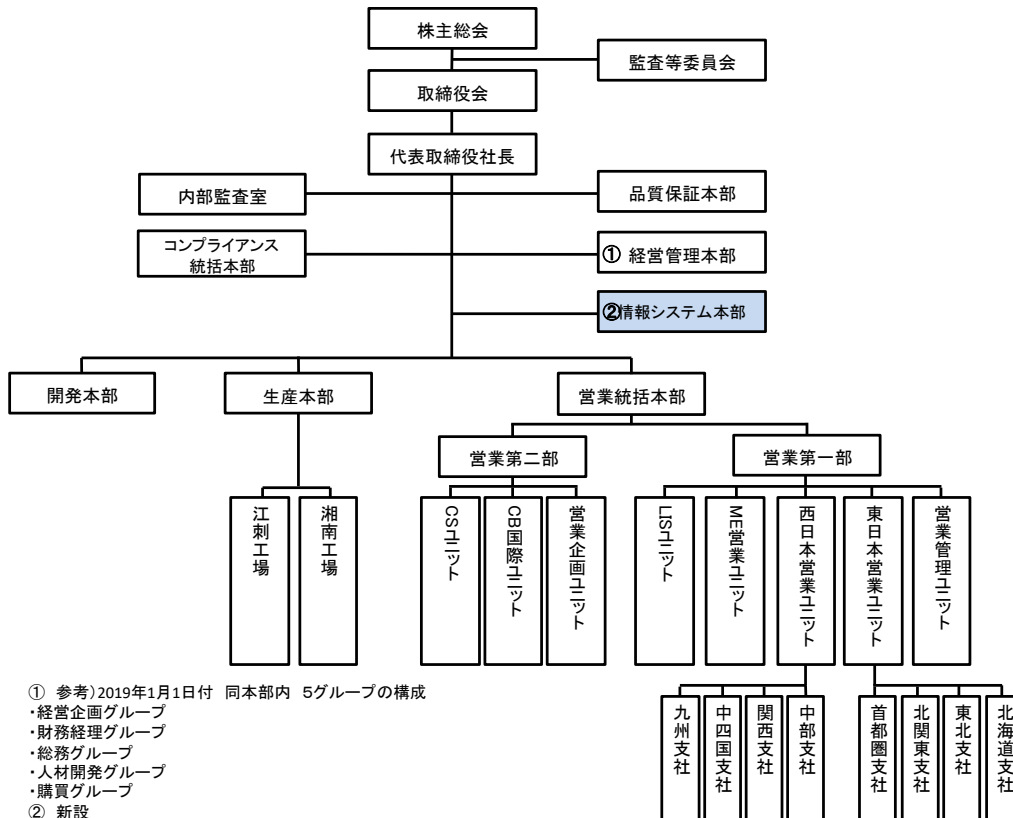 株主総会
監査等委員会
取締役会
代表取締役社長
内部監査室
品質保証本部
コンプライアンス
統括本部
① 経営管理本部
②情報システム本部
開発本部
生産本部
営業統括本部
営業第二部
営業第一部
江刺工場
湘南工場
CSユニット
CB国際ユニット
営業企画ユニット
LISユニット
ME営業ユニット
西日本営業ユニット
東日本営業ユニット
営業管理ユニット
九州支社
中四国支社
関西支社
中部支社
首都圏支社
北関東支社
東北支社
北海道支社
① 参考)2019年1月1日付 同本部内 5グループの構成
・経営企画グループ
・財務経理グループ
・総務グループ
・人材開発グループ
・購買グループ
② 新設